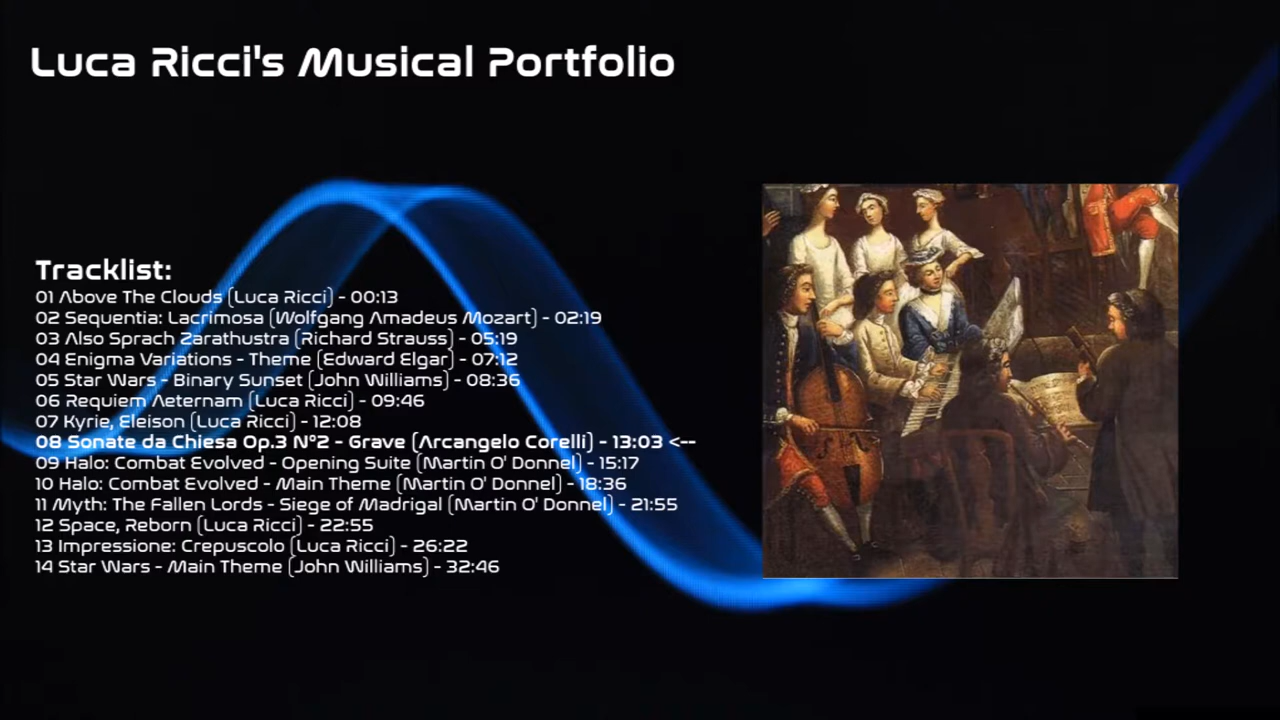 Luca Ricci's Musical Portfolio
Tracklist:
01 Above The Clouds (Luca Ricci) - 00:13
02 Sequentia: Lacrimosa (Wolfgang Amadeus Mozart) - 02:19
03 Also Sprach Zarathustra (Richard Strauss) - 05:19
04 Enigma Variations - Theme (Edward Elgar) - 07:12
05 Star Wars - Binary Sunset (John Williams) - 08:36
06 Requiem Aeternam (Luca Ricci) - 09:46
07 Kyrie, Eleison (Luca Ricci) - 12:08
08 Sonate da Chiesa Op.3 N°2 - Grave (Arcangelo Corelli) - 13:03 <--
09 Halo: Combat Evolved - Opening Suite (Martin O' Donnel) - 15:17
10 Halo: Combat Evolved - Main Theme (Martin O' Donnel) - 18:36
11 Myth: The Fallen Lords - Siege of Madrigal (Martin O' Donnel) - 21:55
12 Space, Reborn (Luca Ricci) - 22:55
13 Impressione: Crepuscolo (Luca Ricci) - 26:22
14 Star Wars - Main Theme (John Williams) - 32:46